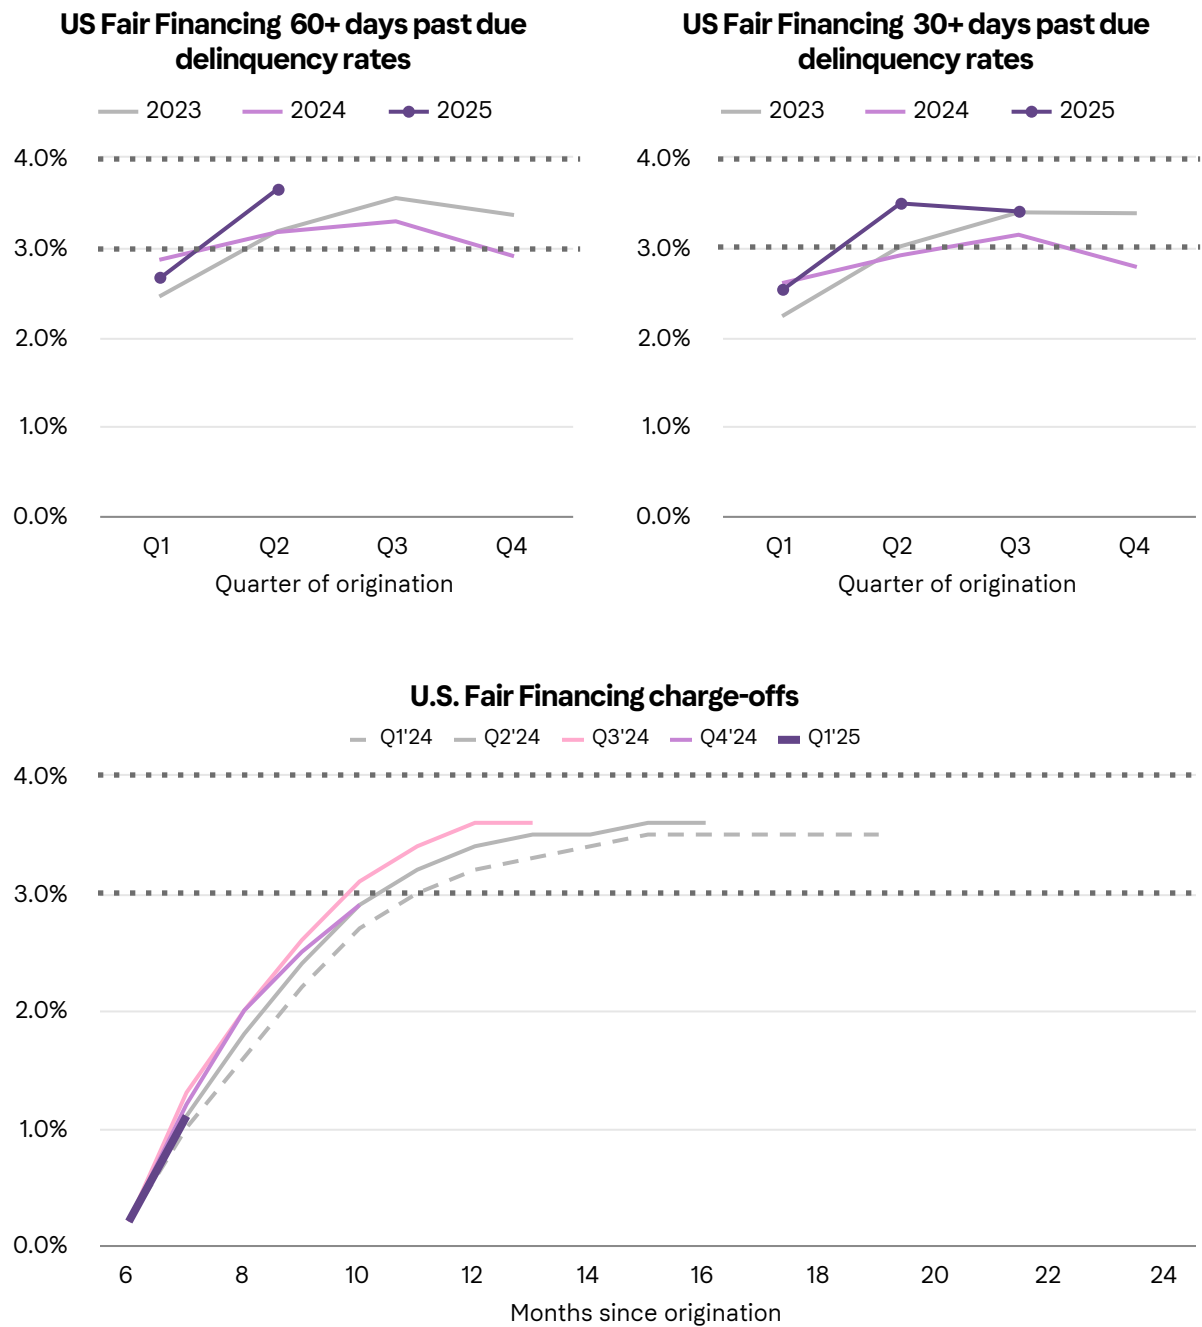 US Fair Financing 60+ days past due
delinquency rates
2023 2024 2025
4.0%
3.0%
2.0%
1.0%
0.0%
Q1 Q2 Q3 Q4
Quarter of origination
US Fair Financing 30+ days past due
delinquency rates
2023 2024 2025
4.0%
3.0%
2.0%
1.0%
0.0%
Q1 Q2 Q3 Q4
Quarter of origination
U.S. Fair Financing charge-offs
Q1'24 Q2'24 Q3'24 Q4'24 Q1'25
4.0%
3.0%
2.0%
1.0%
0.0%
6 8 10 12 14 16 18 20 22 24
Months since origination